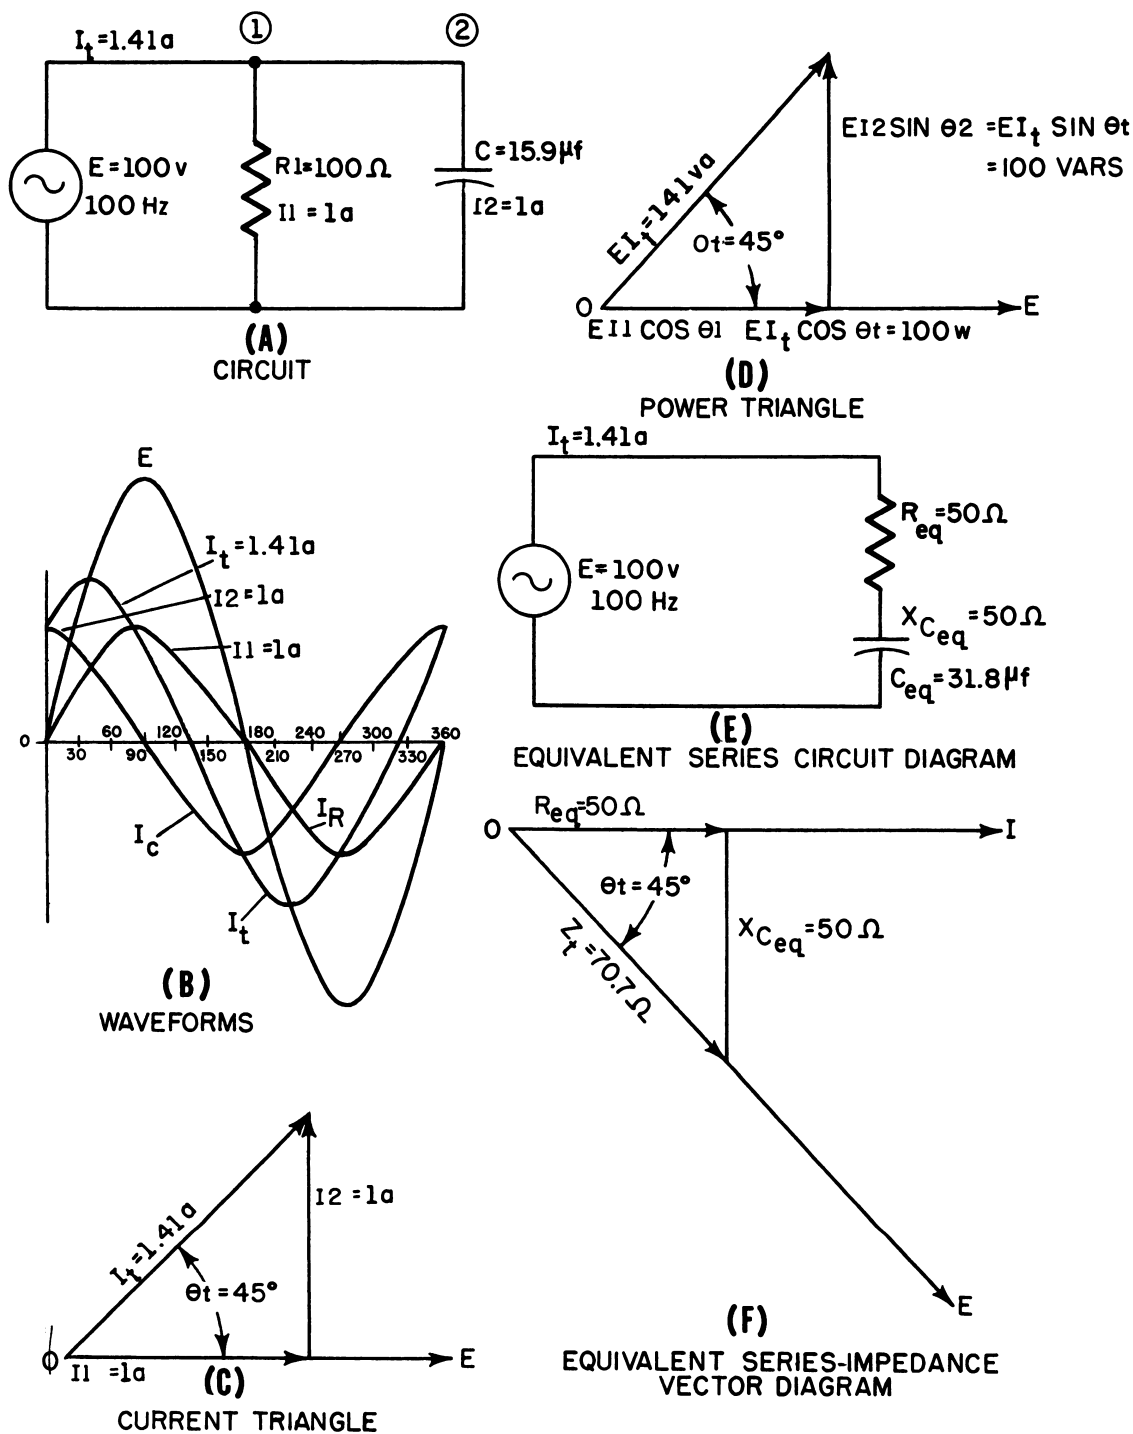 It=1.41a
①
②
E=100v
100 Hz
R1=100Ω
I1=1a
C=15.9μf
I2=1a
(A)
CIRCUIT
EIt=141va
Ot=45°
EI2 SIN θ2 =EIt SIN θt
=100 VARS
O
E
EI1 COS θ1 EIt COS θt=100w
(D)
POWER TRIANGLE
E
It=1.41a
I2=1a
I1=1a
O
30
60
90
120
150
180
210
240
270
300
330
360
Ic
IR
It
(B)
WAVEFORMS
It=1.41a
E=100v
100 Hz
Req=50Ω
XCeq=50Ω
Ceq=31.8μf
(E)
EQUIVALENT SERIES CIRCUIT DIAGRAM
Req=50Ω
O
I
θt=45°
Zt=70.7Ω
XCeq=50Ω
E
(F)
EQUIVALENT SERIES-IMPEDANCE
VECTOR DIAGRAM
It=1.41a
I2=1a
θt=45°
O
I1=1a
E
(C)
CURRENT TRIANGLE